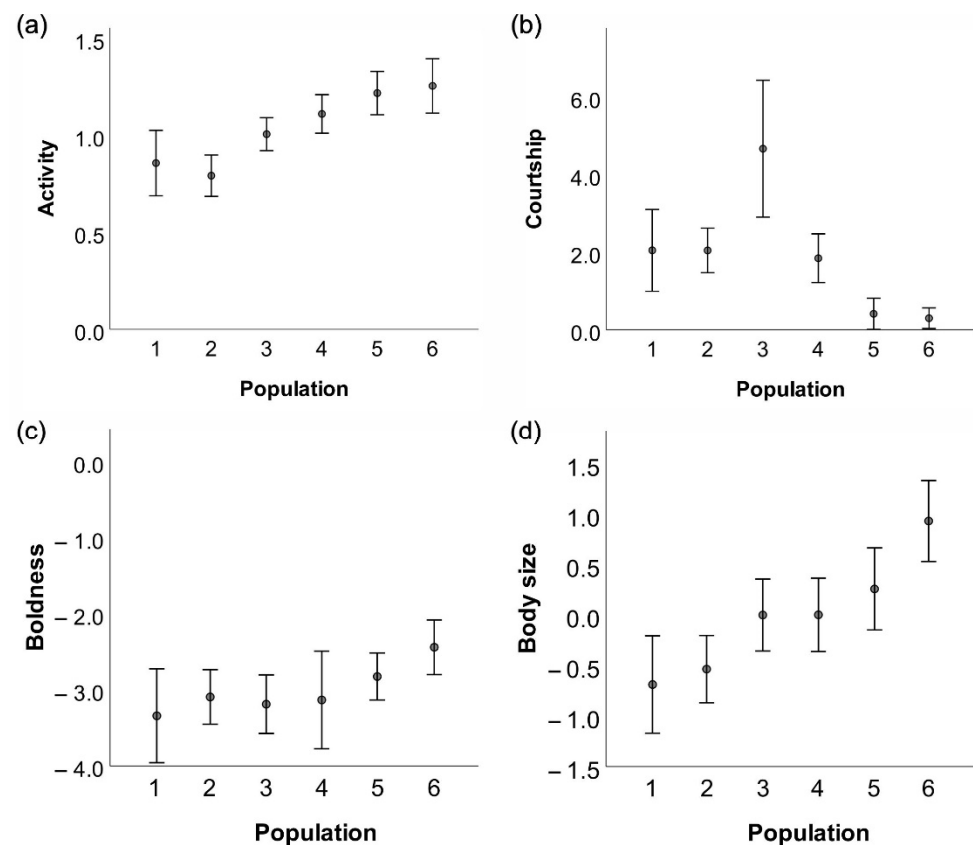 (a)
1.5
1.0
0.5
0.0
Activity
1 2 3 4 5 6
Population
(b)
6.0
4.0
2.0
0.0
Courtship
1 2 3 4 5 6
Population
(c)
0.0
– 1.0
– 2.0
– 3.0
– 4.0
Boldness
1 2 3 4 5 6
Population
(d)
1.5
1.0
0.5
0.0
– 0.5
– 1.0
– 1.5
Body size
1 2 3 4 5 6
Population